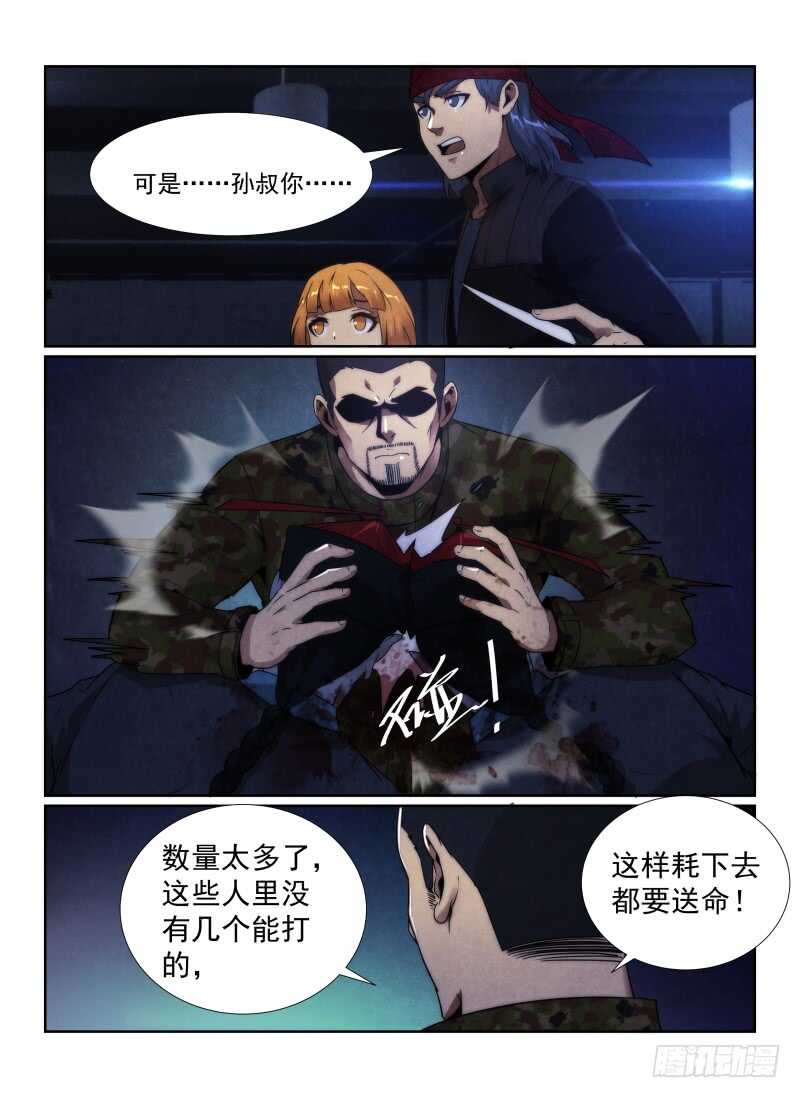 可是……孙叔你……
碰!
数量太多了，
这些人里没
有几个能打
的，
这样耗下去
都要送命！
腾讯动漫